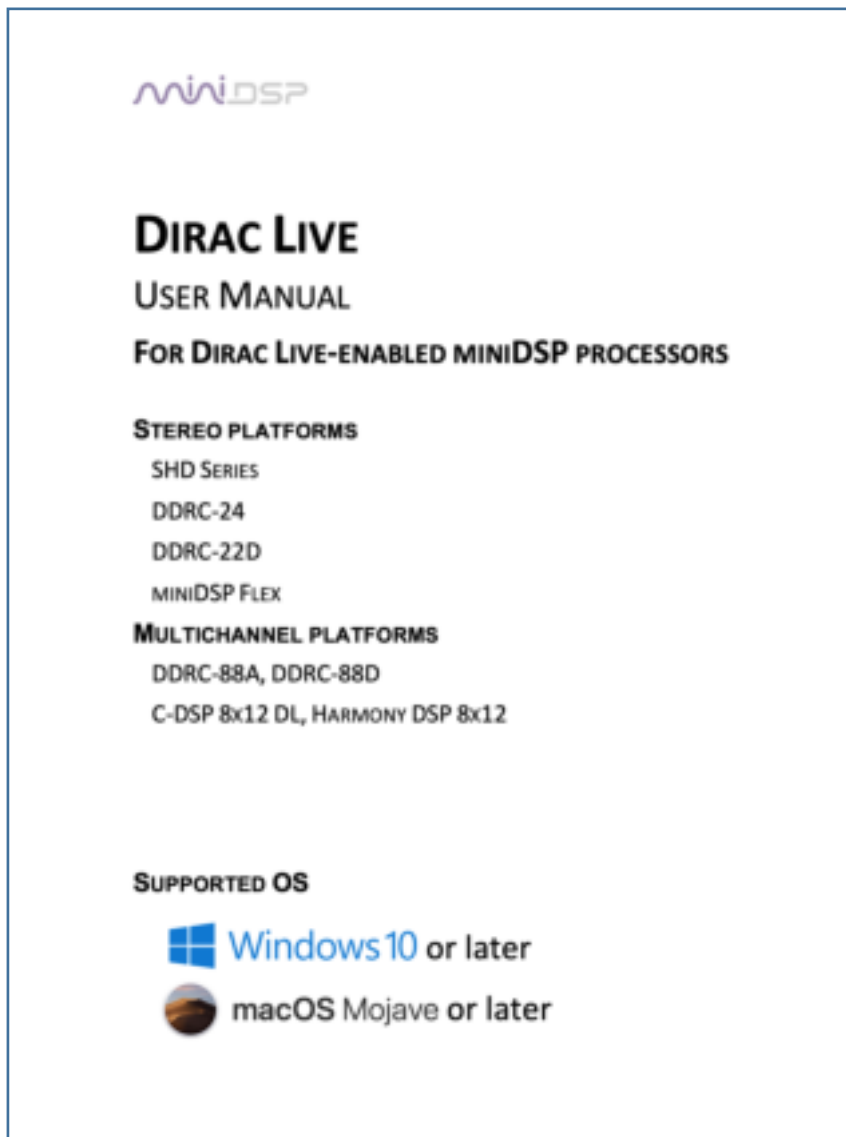 miniDSP
DIRAC LIVE
USER MANUAL
FOR DIRAC LIVE-ENABLED MINIDSP PROCESSORS
STEREO PLATFORMS
SHD SERIES
DDRC-24
DDRC-22D
MINIDSP FLEX
MULTICHANNEL PLATFORMS
DDRC-88A, DDRC-88D
C-DSP 8X12 DL, HARMONY DSP 8X12
SUPPORTED OS
Windows 10 or later
macOS Mojave or later